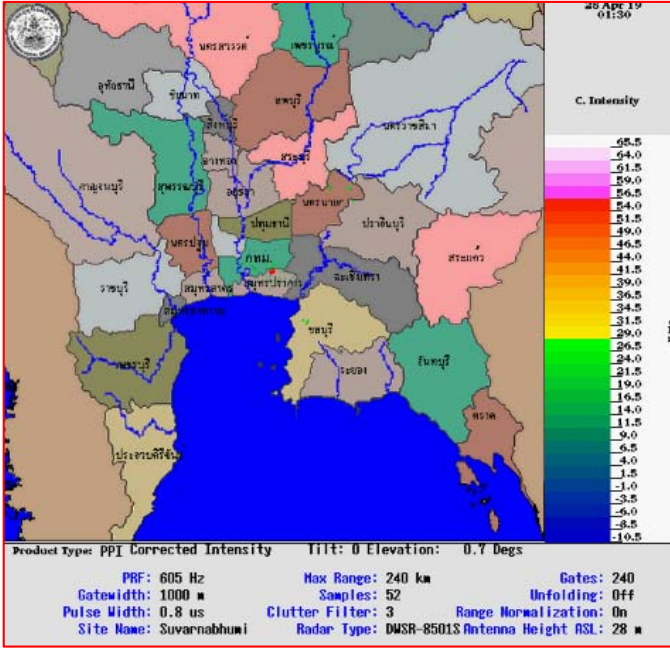 28 Apr 19
01:30
C. Intensity
65.5
64.0
61.5
59.0
56.5
54.0
51.5
49.0
46.5
44.0
41.5
39.0
36.5
34.0
31.5
29.0
26.5
24.0
21.5
19.0
16.5
14.0
11.5
9.0
6.5
4.0
1.5
-1.0
-3.5
-6.0
-8.5
-10.5
นครสวรรค์
เพชรบูรณ์
อุทัยธานี
ชัยนาท
ลพบุรี
สิงห์บุรี
นครราชสีมา
อ่างทอง
สระบุรี
กาญจนบุรี
สุพรรณบุรี
อยุธยา
นครนายก
ปทุมธานี
ปราจีนบุรี
นครปฐม
กทม.
สระแก้ว
ฉะเชิงเทรา
ราชบุรี
สมุทรสาคร
สมุทรปราการ
สมุทรสงคราม
ชลบุรี
เพชรบุรี
ระยอง
จันทบุรี
ตราด
ประจวบคีรีขันธ์
Product Type: PPI Corrected Intensity Tilt: 0 Elevation: 0.7 Degs
PRF: 605 Hz Max Range: 240 km Gates: 240
Gatewidth: 1000 m Samples: 52 Unfolding: Off
Pulse Width: 0.8 us Clutter Filter: 3 Range Normalization: On
Site Name: Suvarnabhumi Radar Type: DWSR-8501S Antenna Height ASL: 28 m